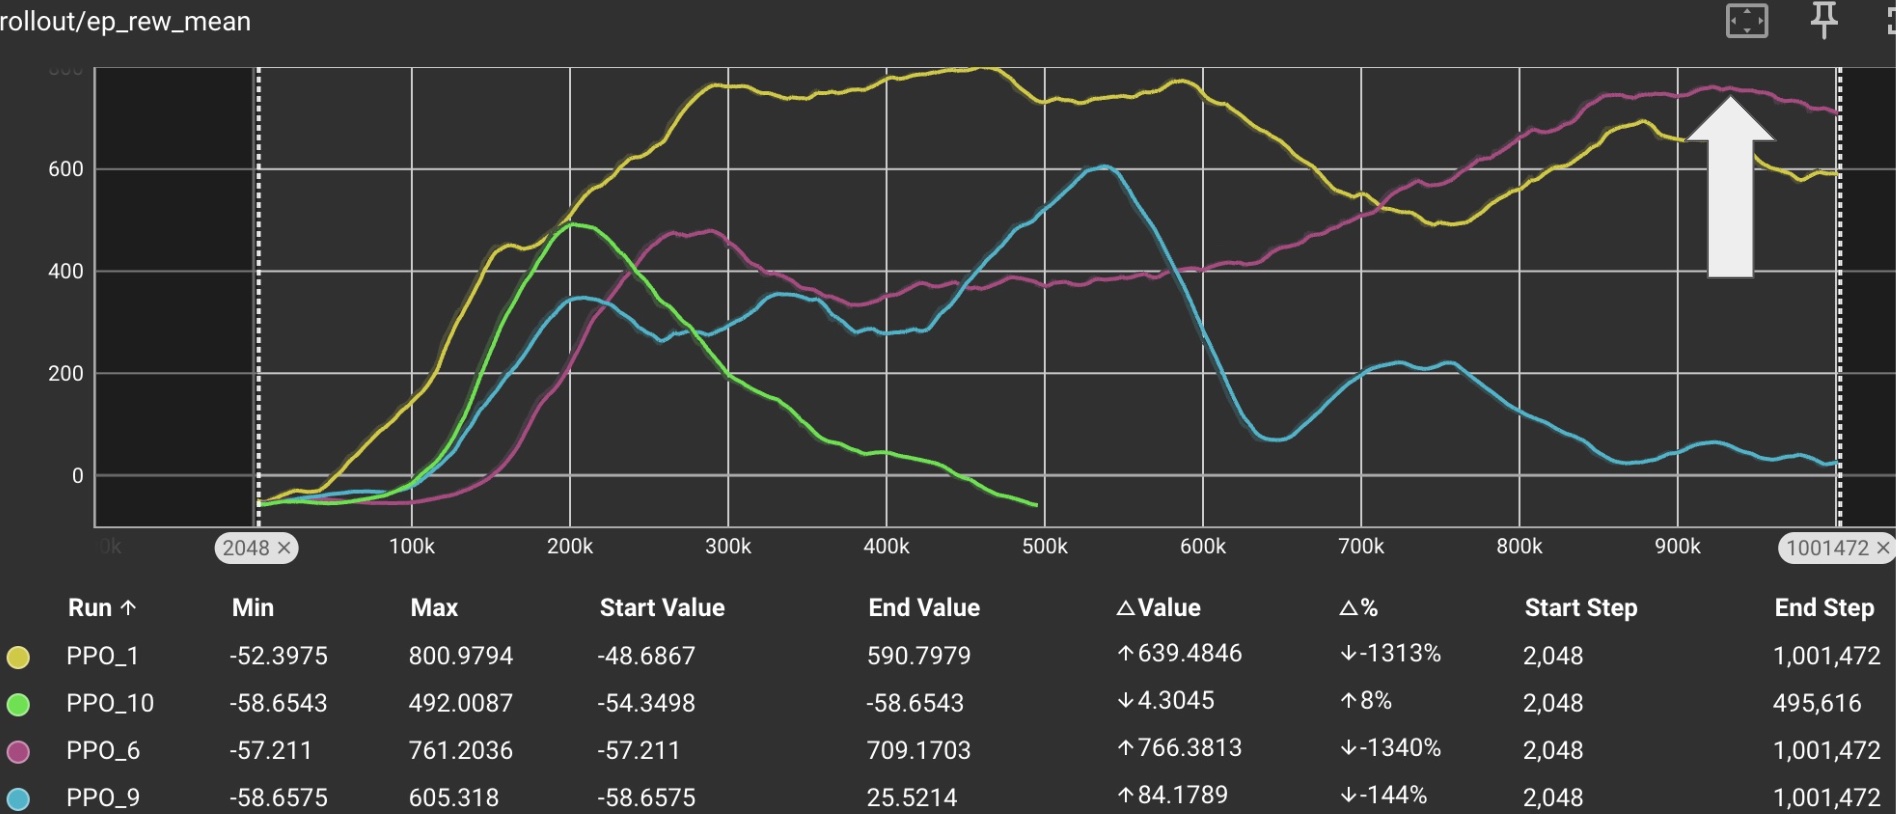 rollout/ep_rew_mean
800
600
400
200
0
0k
2048 ×
100k 200k 300k 400k 500k 600k 700k 800k 900k
1001472 ×
Run ↑ Min Max Start Value End Value △Value △% Start Step End Step
PPO_1 -52.3975 800.9794 -48.6867 590.7979 ↑639.4846 ↓-1313% 2,048 1,001,472
PPO_10 -58.6543 492.0087 -54.3498 -58.6543 ↓4.3045 ↑8% 2,048 495,616
PPO_6 -57.211 761.2036 -57.211 709.1703 ↑766.3813 ↓-1340% 2,048 1,001,472
PPO_9 -58.6575 605.318 -58.6575 25.5214 ↑84.1789 ↓-144% 2,048 1,001,472